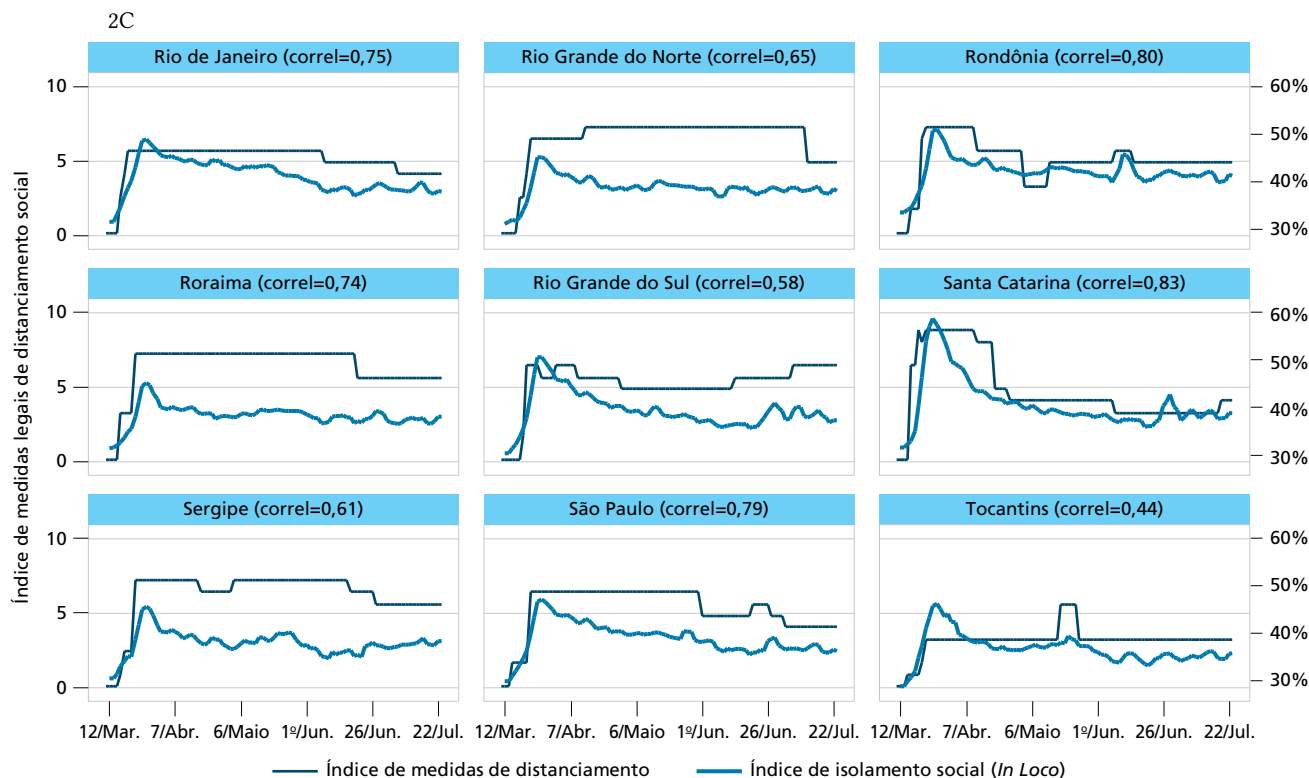 2C
Rio de Janeiro (correl=0,75)
Rio Grande do Norte (correl=0,65)
Rondônia (correl=0,80)
10
5
0
60%
50%
40%
30%
Roraima (correl=0,74)
Rio Grande do Sul (correl=0,58)
Santa Catarina (correl=0,83)
10
5
0
60%
50%
40%
30%
Sergipe (correl=0,61)
São Paulo (correl=0,79)
Tocantins (correl=0,44)
10
5
0
60%
50%
40%
30%
Índice de medidas legais de distanciamento social
12/Mar. 7/Abr. 6/Maio 1º/Jun. 26/Jun. 22/Jul.
12/Mar. 7/Abr. 6/Maio 1º/Jun. 26/Jun. 22/Jul.
12/Mar. 7/Abr. 6/Maio 1º/Jun. 26/Jun. 22/Jul.
Índice de medidas de distanciamento
Índice de isolamento social (In Loco)